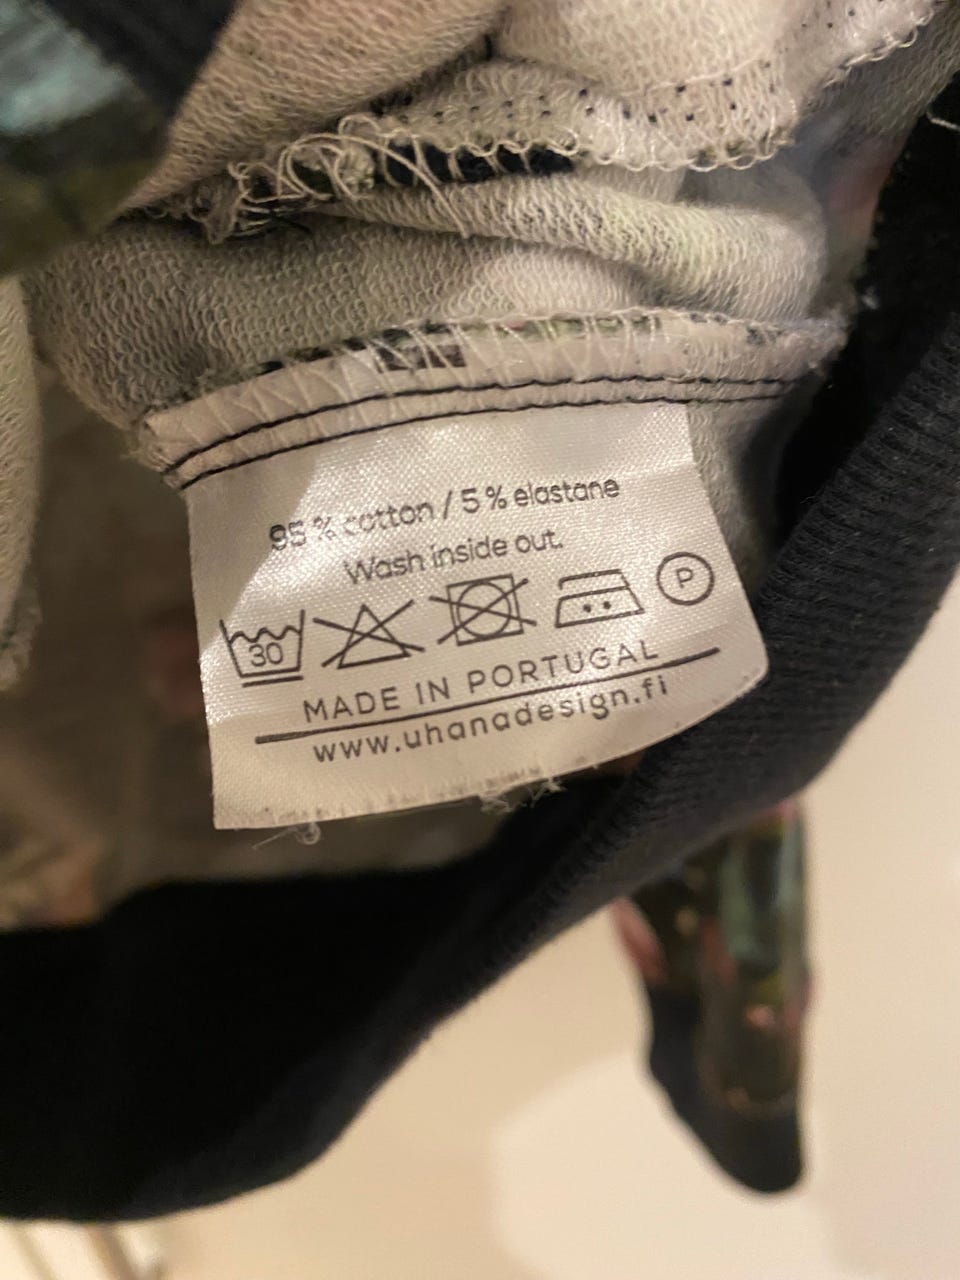 95 % cotton / 5 % elastane
Wash inside out.
30 P
MADE IN PORTUGAL
www.uhanadesign.fi